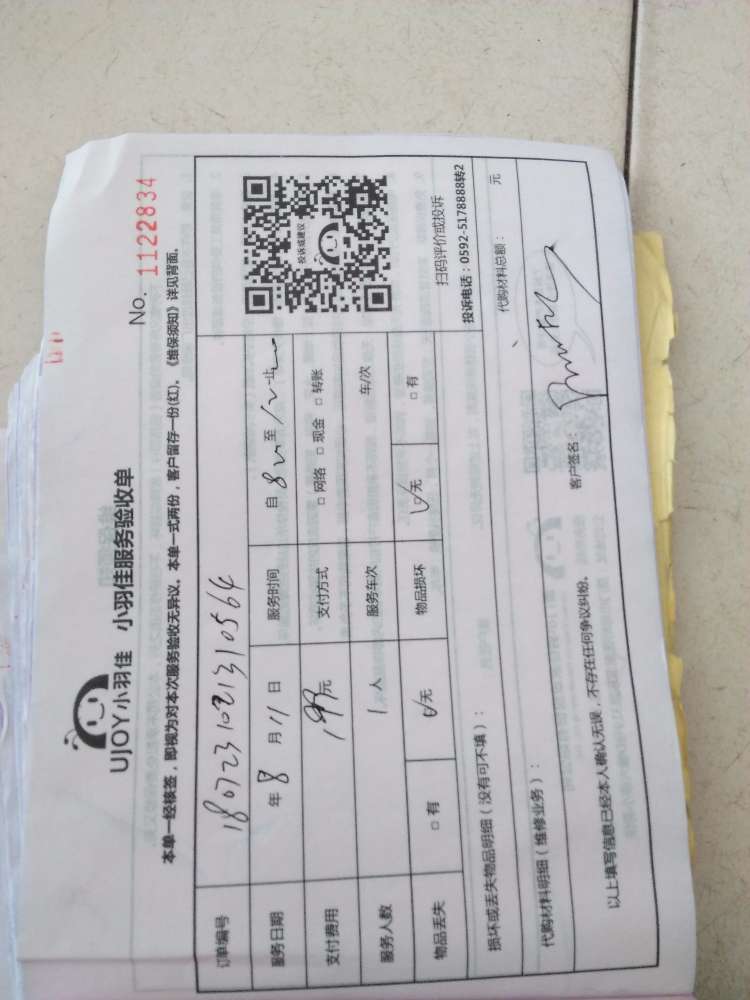 UJOY小羽佳 小羽佳服务验收单
No. 1122834
本单一经核签，即视为对本次服务验收无异议。本单一式两份，客户留存一份(红)。《维保须知》详见背面。
订单编号 180723102131 0564
服务日期 年 8 月 11 日 服务时间 自 至 止
支付费用 元 支付方式 □ 网络 □ 现金 □ 转账
服务人数 1 人 服务车次 车/次
物品丢失 □ 有 ☑无 物品损坏 ☑无 □ 有
投诉或建议
扫码评价或投诉
投诉电话：0592-5178888转2
损坏或丢失物品明细（没有可不填）：
代购材料明细（维修业务）： 代购材料总额： 元
客户签名：
以上填写信息已经本人确认无误，不存在任何争议纠纷。